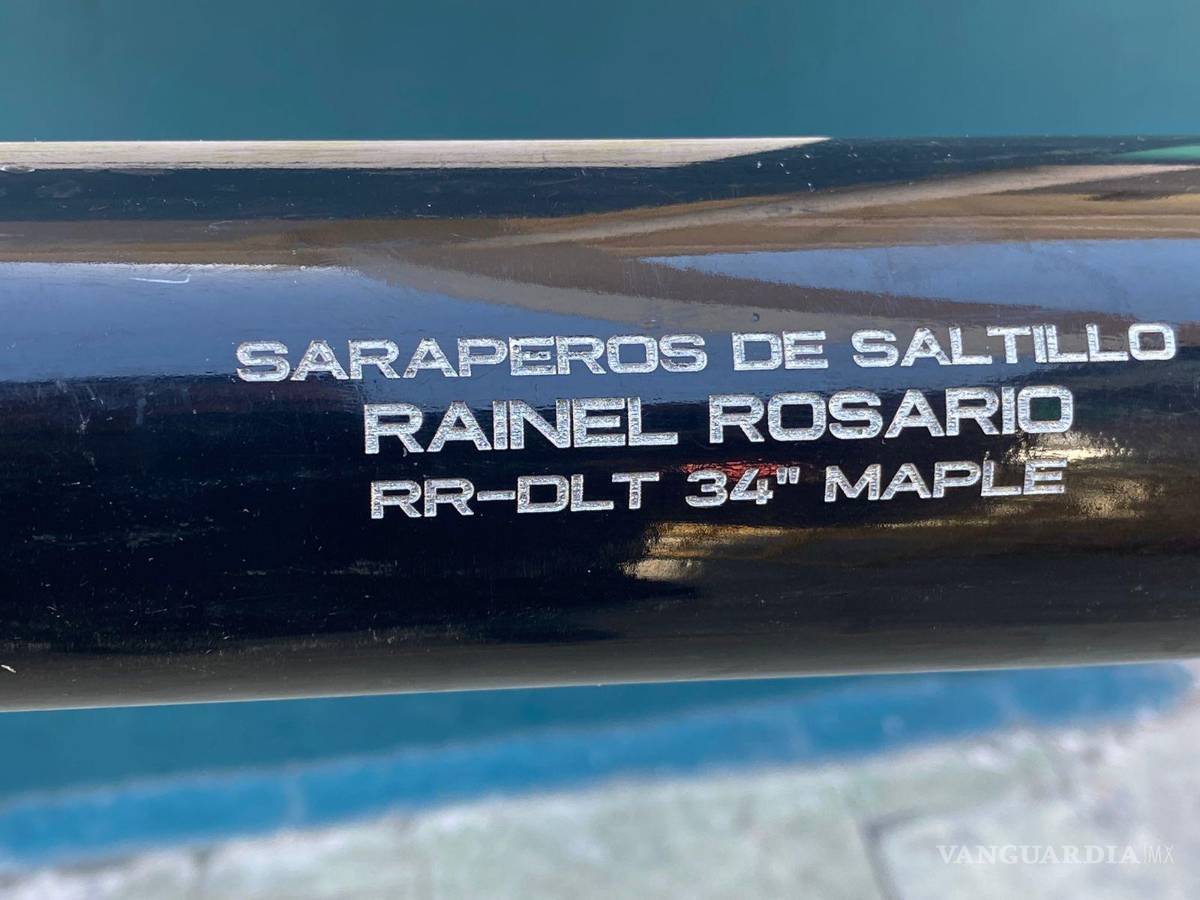 SARAPEROS DE SALTILLO
RAINEL ROSARIO
RR-DLT 34" MAPLE
VANGUARDIA|MX